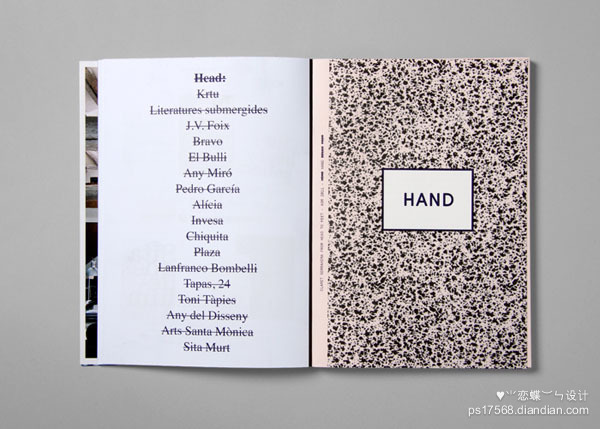 Head:
Krtu
Literatures submergides
J.V. Foix
Bravo
El Bulli
Any Miró
Pedro García
Alícia
Invesa
Chiquita
Plaza
Lanfranco Bombelli
Tapas, 24
Toni Tàpies
Any del Disseny
Arts Santa Mònica
Sita Murt
HAND
恋蝶 设计
ps17568.diandian.com